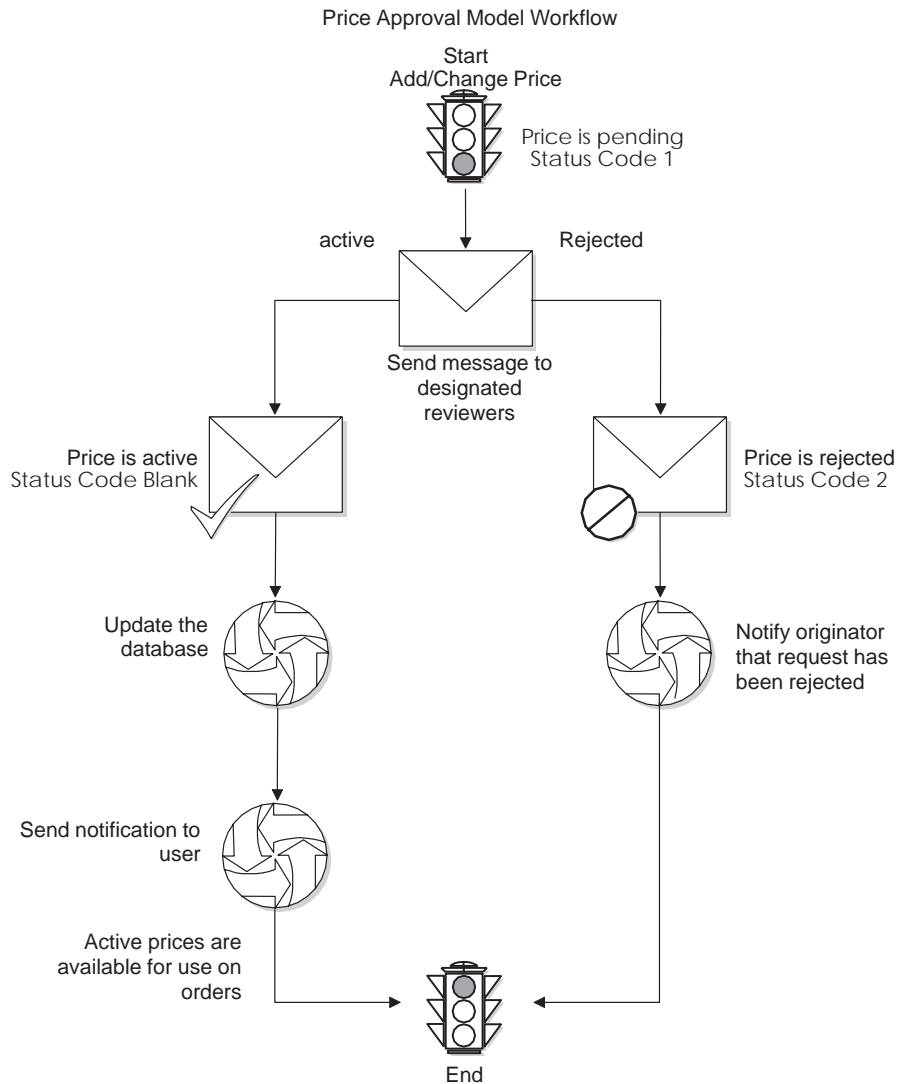 Price Approval Model Workflow
Start
Add/Change Price
Price is pending
Status Code 1
active
Rejected
Send message to
designated
reviewers
Price is active
Status Code Blank
Price is rejected
Status Code 2
Update the
database
Notify originator
that request has
been rejected
Send notification to
user
Active prices are
available for use on
orders
End